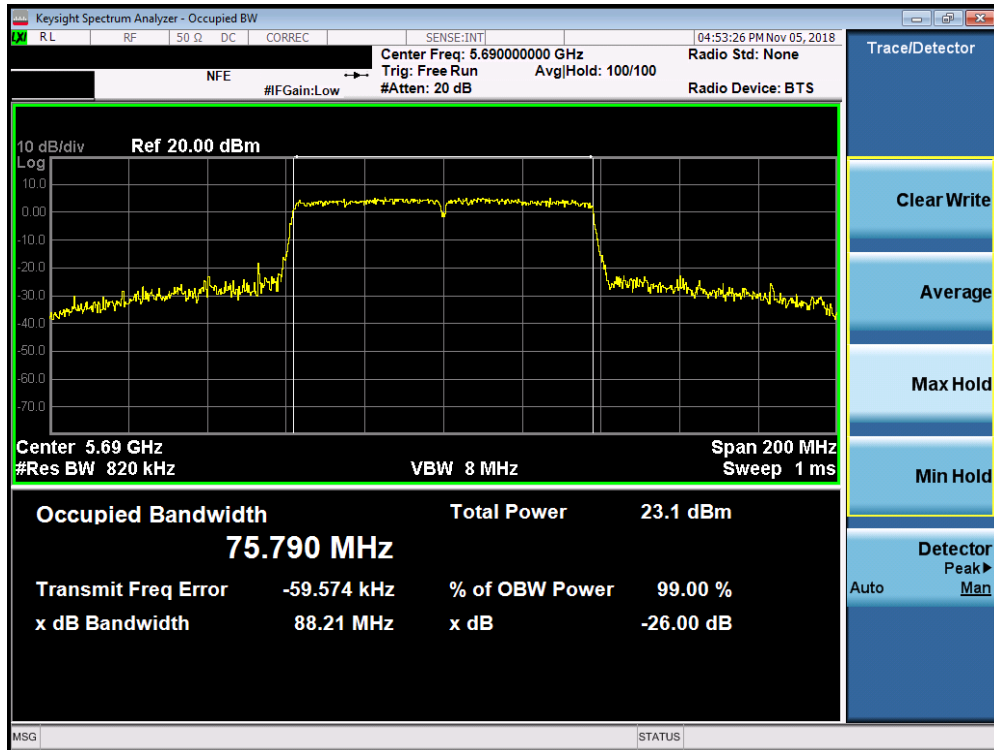 Keysight Spectrum Analyzer - Occupied BW
LXI RL RF 50 Ω DC CORREC SENSE:INT 04:53:26 PM Nov 05, 2018
Center Freq: 5.690000000 GHz Radio Std: None
NFE Trig: Free Run Avg|Hold: 100/100
#IFGain:Low #Atten: 20 dB Radio Device: BTS
10 dB/div Ref 20.00 dBm
Log
10.0
0.00
-10.0
-20.0
-30.0
-40.0
-50.0
-60.0
-70.0
Center 5.69 GHz Span 200 MHz
#Res BW 820 kHz VBW 8 MHz Sweep 1 ms
Occupied Bandwidth Total Power 23.1 dBm
75.790 MHz
Transmit Freq Error -59.574 kHz % of OBW Power 99.00 %
x dB Bandwidth 88.21 MHz x dB -26.00 dB
Trace/Detector
Clear Write
Average
Max Hold
Min Hold
Detector
Peak▶
Auto Man
MSG STATUS